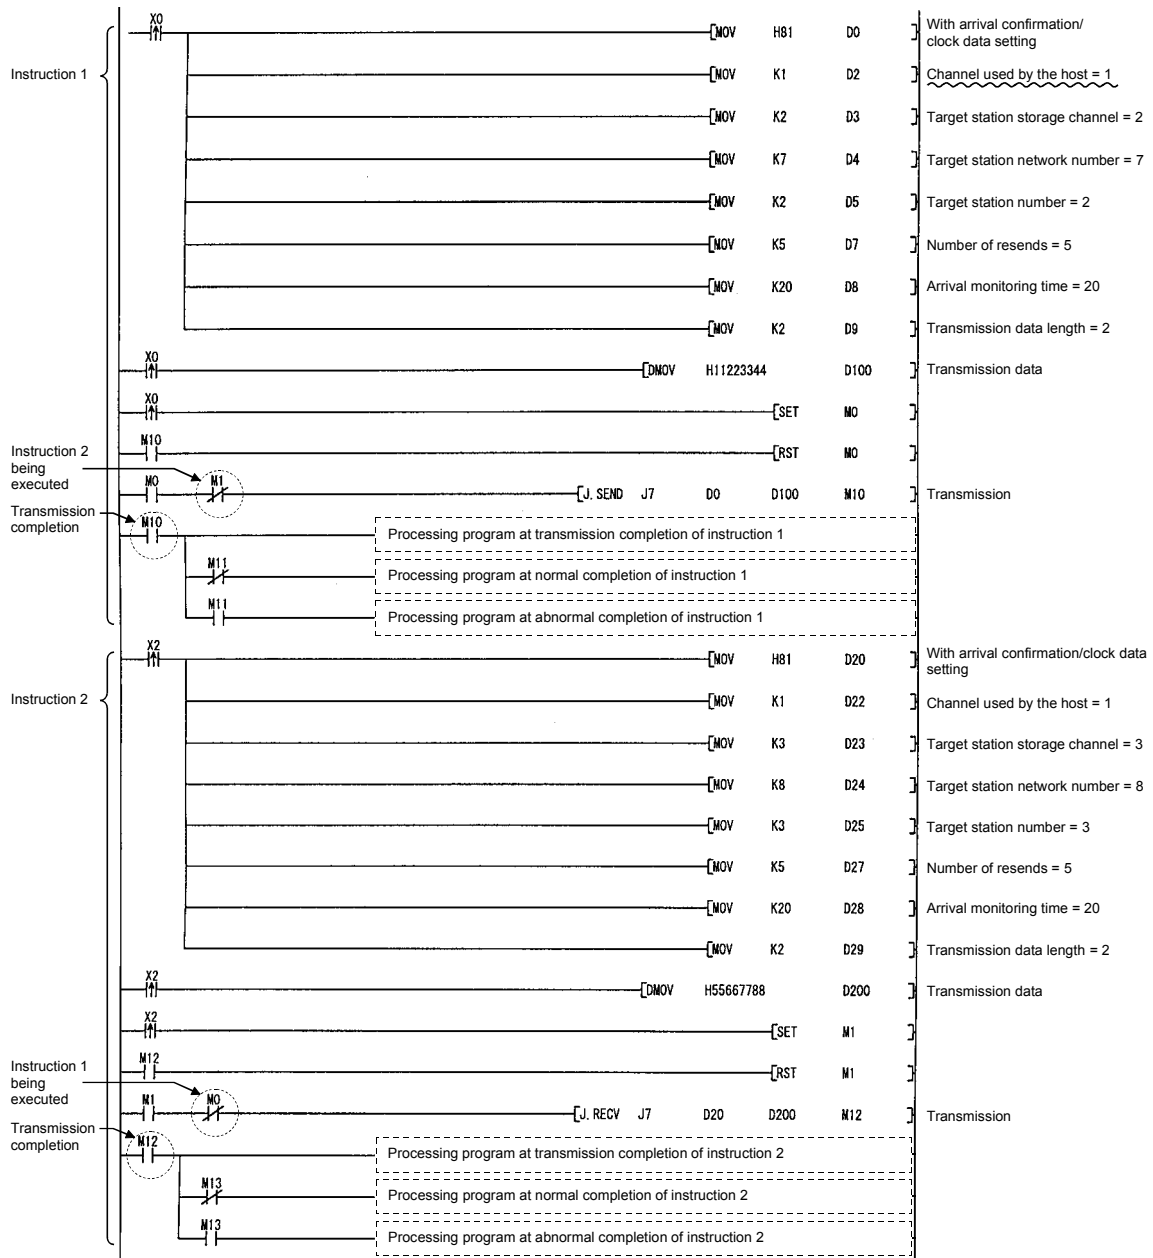 X0
[MOV H81 D0 ]
With arrival confirmation/
clock data setting
Instruction 1
[MOV K1 D2 ]
Channel used by the host = 1
[MOV K2 D3 ]
Target station storage channel = 2
[MOV K7 D4 ]
Target station network number = 7
[MOV K2 D5 ]
Target station number = 2
[MOV K5 D7 ]
Number of resends = 5
[MOV K20 D8 ]
Arrival monitoring time = 20
[MOV K2 D9 ]
Transmission data length = 2
X0
[DMOV H11223344 D100 ]
Transmission data
X0
[SET M0 ]
M10
[RST M0 ]
Instruction 2
being
executed
M0 M1
[J. SEND J7 D0 D100 M10 ]
Transmission
Transmission
completion
M10
Processing program at transmission completion of instruction 1
M11
Processing program at normal completion of instruction 1
M11
Processing program at abnormal completion of instruction 1
X2
[MOV H81 D20 ]
With arrival confirmation/clock data
setting
Instruction 2
[MOV K1 D22 ]
Channel used by the host = 1
[MOV K3 D23 ]
Target station storage channel = 3
[MOV K8 D24 ]
Target station network number = 8
[MOV K3 D25 ]
Target station number = 3
[MOV K5 D27 ]
Number of resends = 5
[MOV K20 D28 ]
Arrival monitoring time = 20
[MOV K2 D29 ]
Transmission data length = 2
X2
[DMOV H55667788 D200 ]
Transmission data
X2
[SET M1 ]
M12
[RST M1 ]
Instruction 1
being
executed
M1 M0
[J. RECV J7 D20 D200 M12 ]
Transmission
Transmission
completion
M12
Processing program at transmission completion of instruction 2
M13
Processing program at normal completion of instruction 2
M13
Processing program at abnormal completion of instruction 2